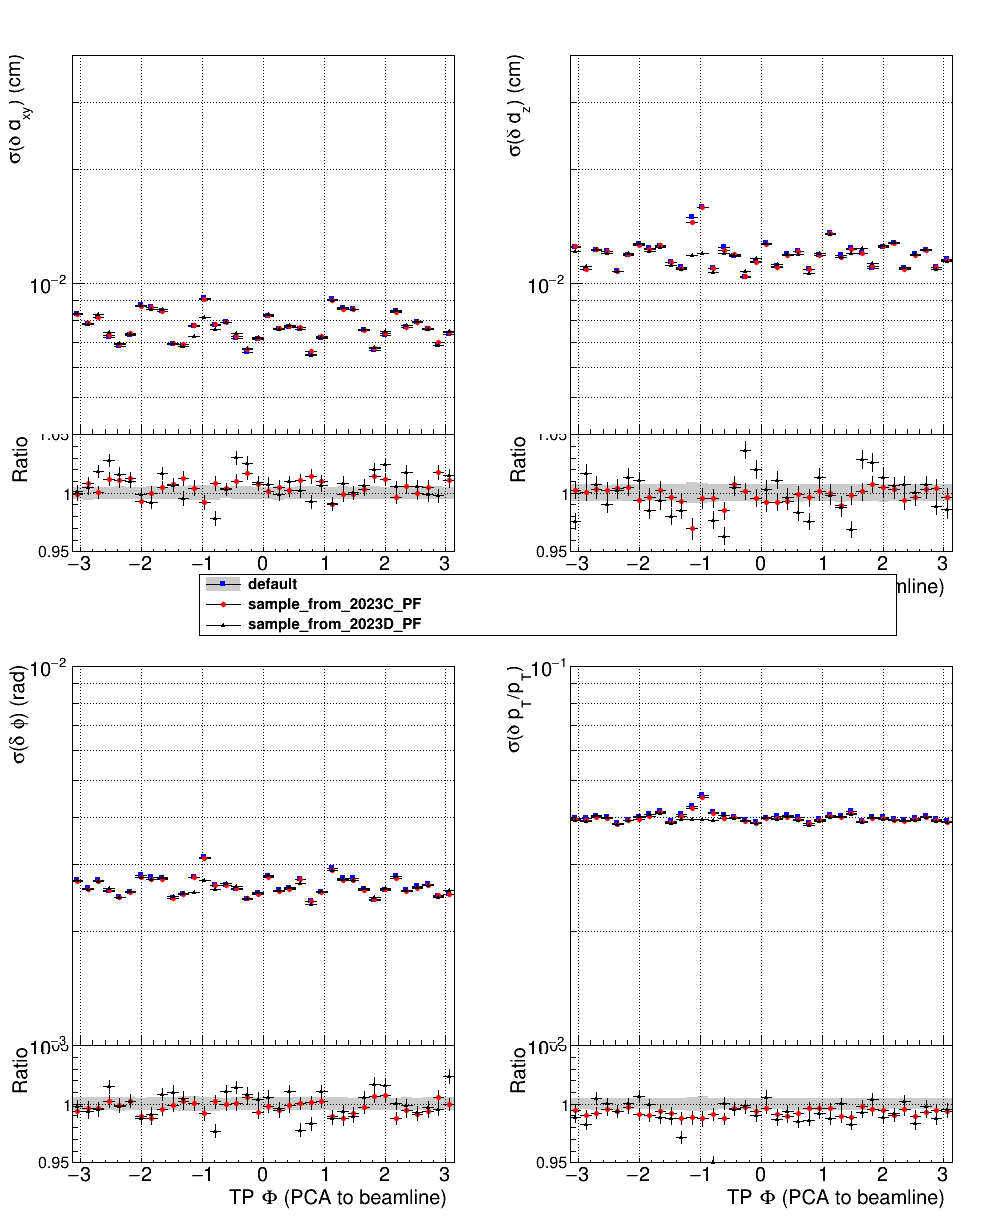 σ(δ d_xy) (cm)
10^−2
Ratio
1.05
1
0.95
−3 −2 −1 0 1 2 3
σ(δ d_z) (cm)
10^−2
Ratio
1.05
1
0.95
−3 −2 −1 0 1 2 3
mline)
default
sample_from_2023C_PF
sample_from_2023D_PF
σ(δ φ) (rad)
10^−2
10^−3
Ratio
1
0.95
−3 −2 −1 0 1 2 3
TP Φ (PCA to beamline)
σ(δ p_T/p_T)
10^−1
10^−2
Ratio
1
0.95
−3 −2 −1 0 1 2 3
TP Φ (PCA to beamline)